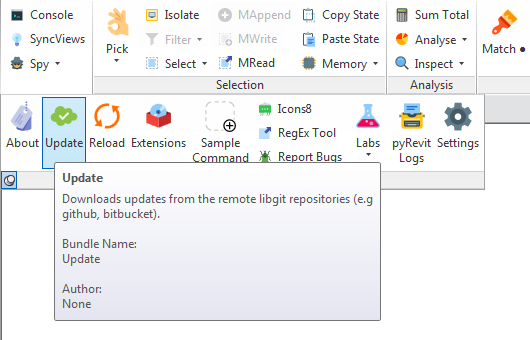 Console
SyncViews
Spy
Pick
Isolate
Filter
Select
MAppend
MWrite
MRead
Copy State
Paste State
Memory
Selection
Sum Total
Analyse
Inspect
Analysis
Match
About
Update
Reload
Extensions
Sample
Command
Icons8
RegEx Tool
Report Bugs
Labs
pyRevit
Logs
Settings
Update
Downloads updates from the remote libgit repositories (e.g
github, bitbucket).
Bundle Name:
Update
Author:
None